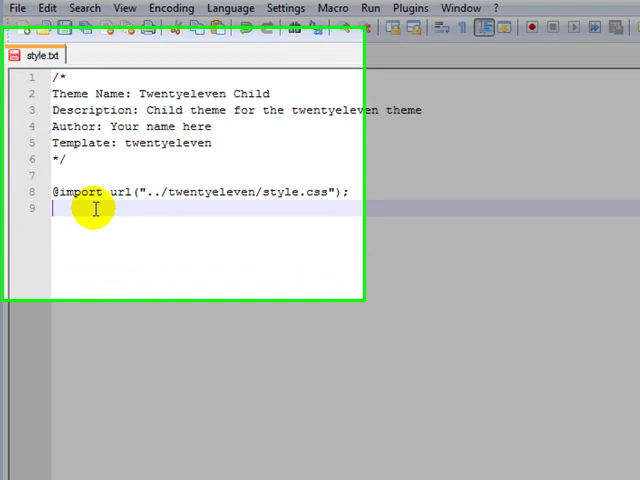 File Edit Search View Encoding Language Settings Macro Run Plugins Window ?
style.txt
1 /*
2 Theme Name: Twentyeleven Child
3 Description: Child theme for the twentyeleven theme
4 Author: Your name here
5 Template: twentyeleven
6 */
7
8 @import url("../twentyeleven/style.css");
9